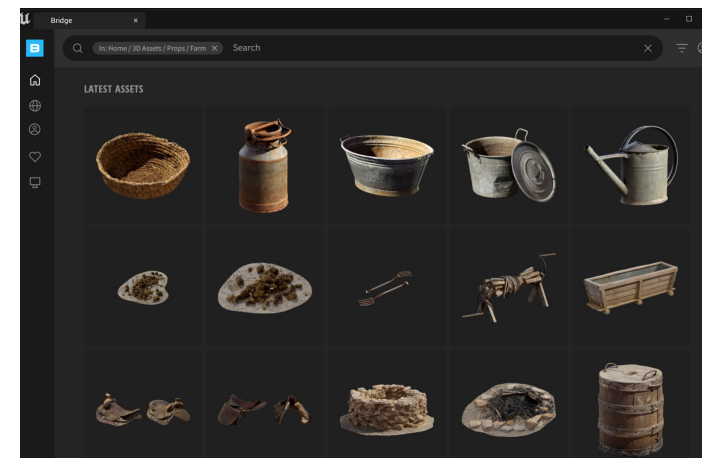 Bridge x
In: Home / 3D Assets / Props / Farm Search
LATEST ASSETS